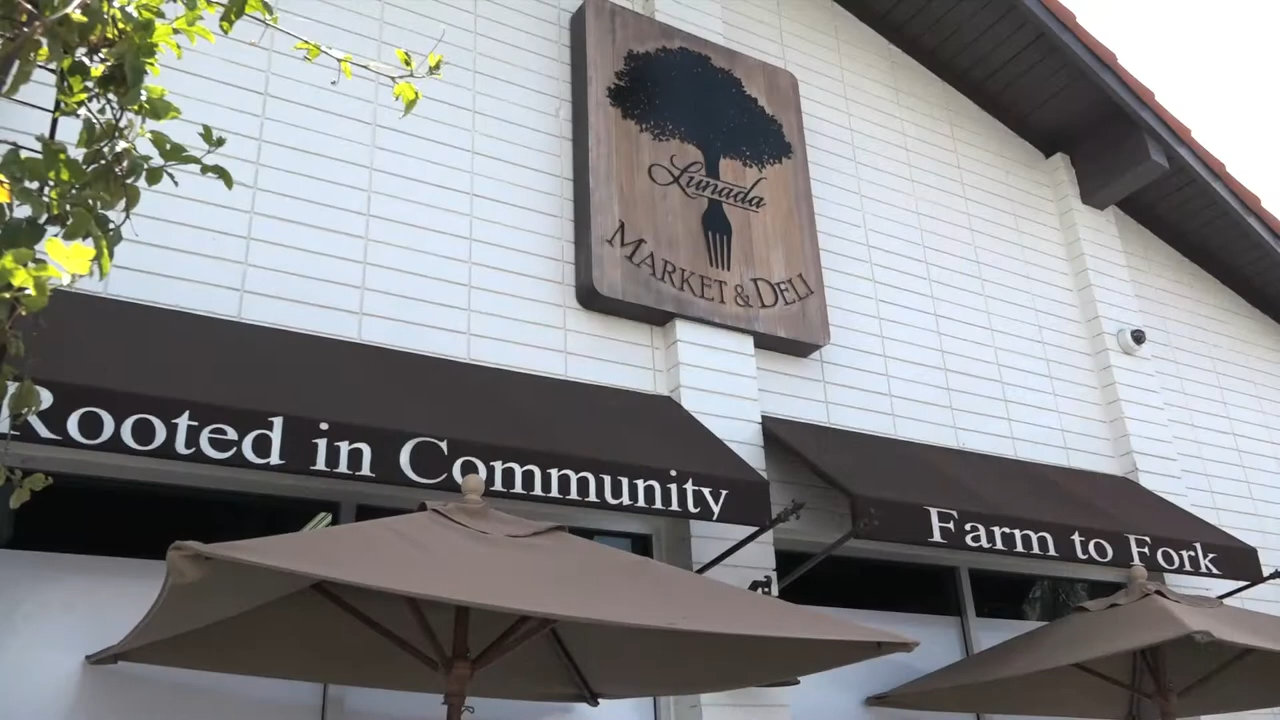 Lunada
MARKET & DELI
Rooted in Community
Farm to Fork